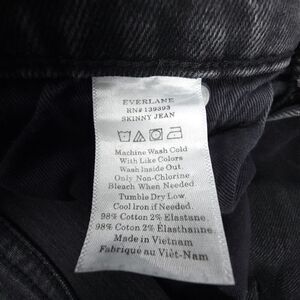 EVERLANE
RN# 139393
SKINNY JEAN
Machine Wash Cold
With Like Colors
Wash Inside Out.
Only Non-Chlorine
Bleach When Needed.
Tumble Dry Low.
Cool Iron if Needed.
98% Cotton 2% Elastane.
98% Cotton 2% Élasthanne.
Made in Vietnam
Fabriqué au Viêt-Nam